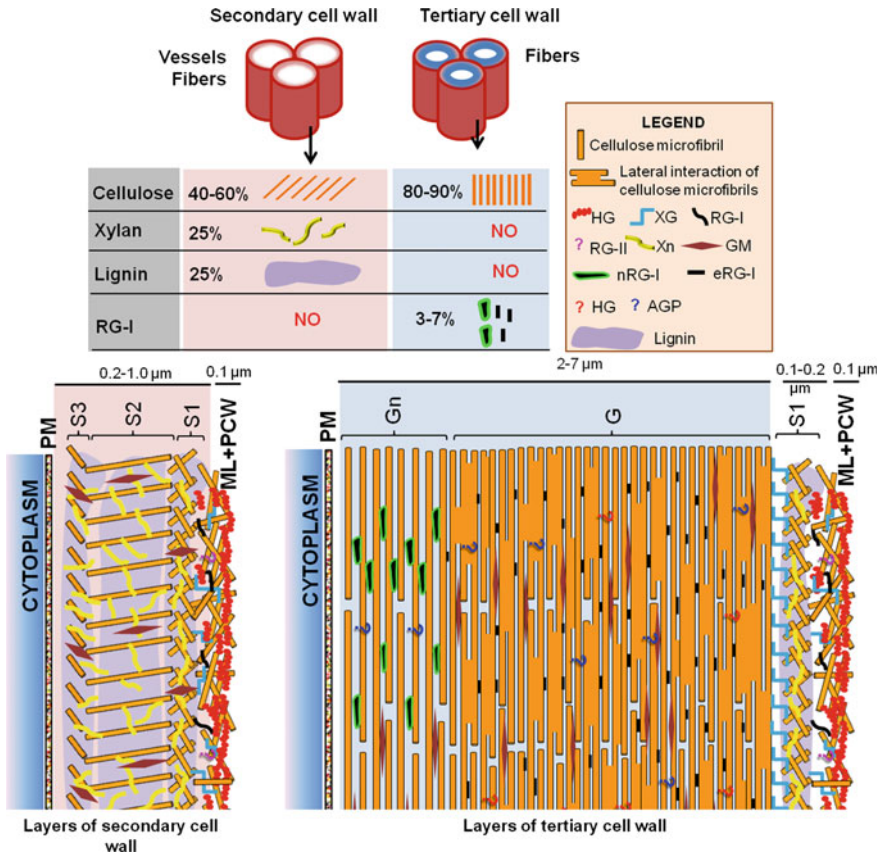 Secondary cell wall
Tertiary cell wall
Vessels
Fibers
Fibers
Cellulose 40-60% 80-90%
Xylan 25% NO
Lignin 25% NO
RG-I NO 3-7%
LEGEND
Cellulose microfibril
Lateral interaction of
cellulose microfibrils
HG XG RG-I
? RG-II Xn GM
nRG-I eRG-I
? HG ? AGP
Lignin
0.2-1.0 µm 0.1 µm
PM S3 S2 S1 ML+PCW
CYTOPLASM
Layers of secondary cell
wall
2-7 µm 0.1-0.2 0.1 µm
µm
PM Gn G S1 ML+PCW
CYTOPLASM
Layers of tertiary cell wall